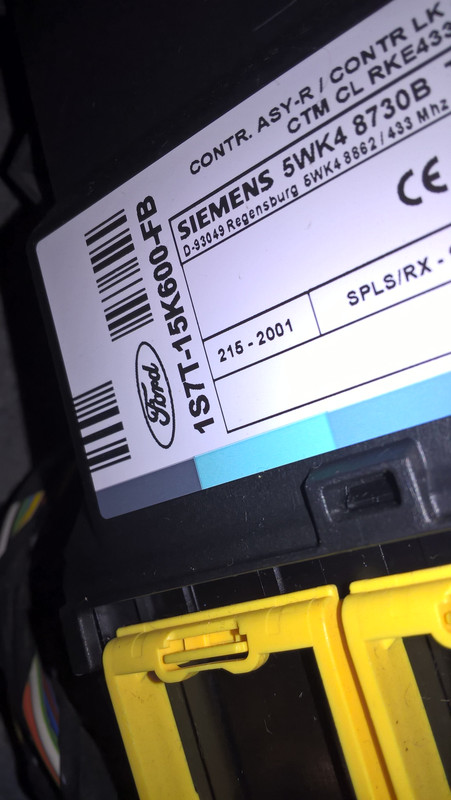 CONTR. ASY-R / CONTR LK
CTM CL RKE433
SIEMENS 5WK4 8730B
D-93049 Regensburg 5WK4 8862 / 433 Mhz
CE
215 - 2001
SPLS/RX -
1S7T-15K600-FB
Ford